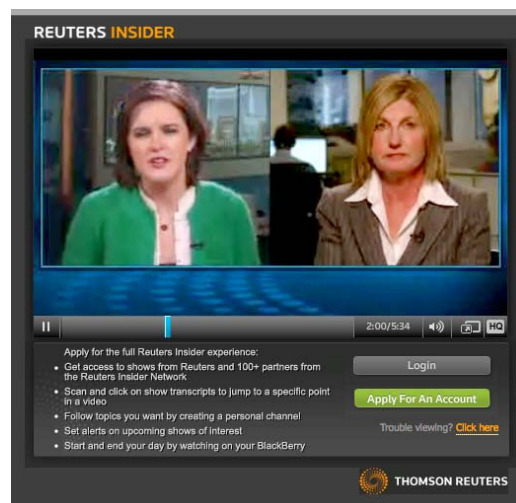 REUTERS INSIDER
2:00/5:34
HQ
Apply for the full Reuters Insider experience:
• Get access to shows from Reuters and 100+ partners from
the Reuters Insider Network
• Scan and click on show transcripts to jump to a specific point
in a video
• Follow topics you want by creating a personal channel
• Set alerts on upcoming shows of interest
• Start and end your day by watching on your BlackBerry
Login
Apply For An Account
Trouble viewing? Click here
THOMSON REUTERS